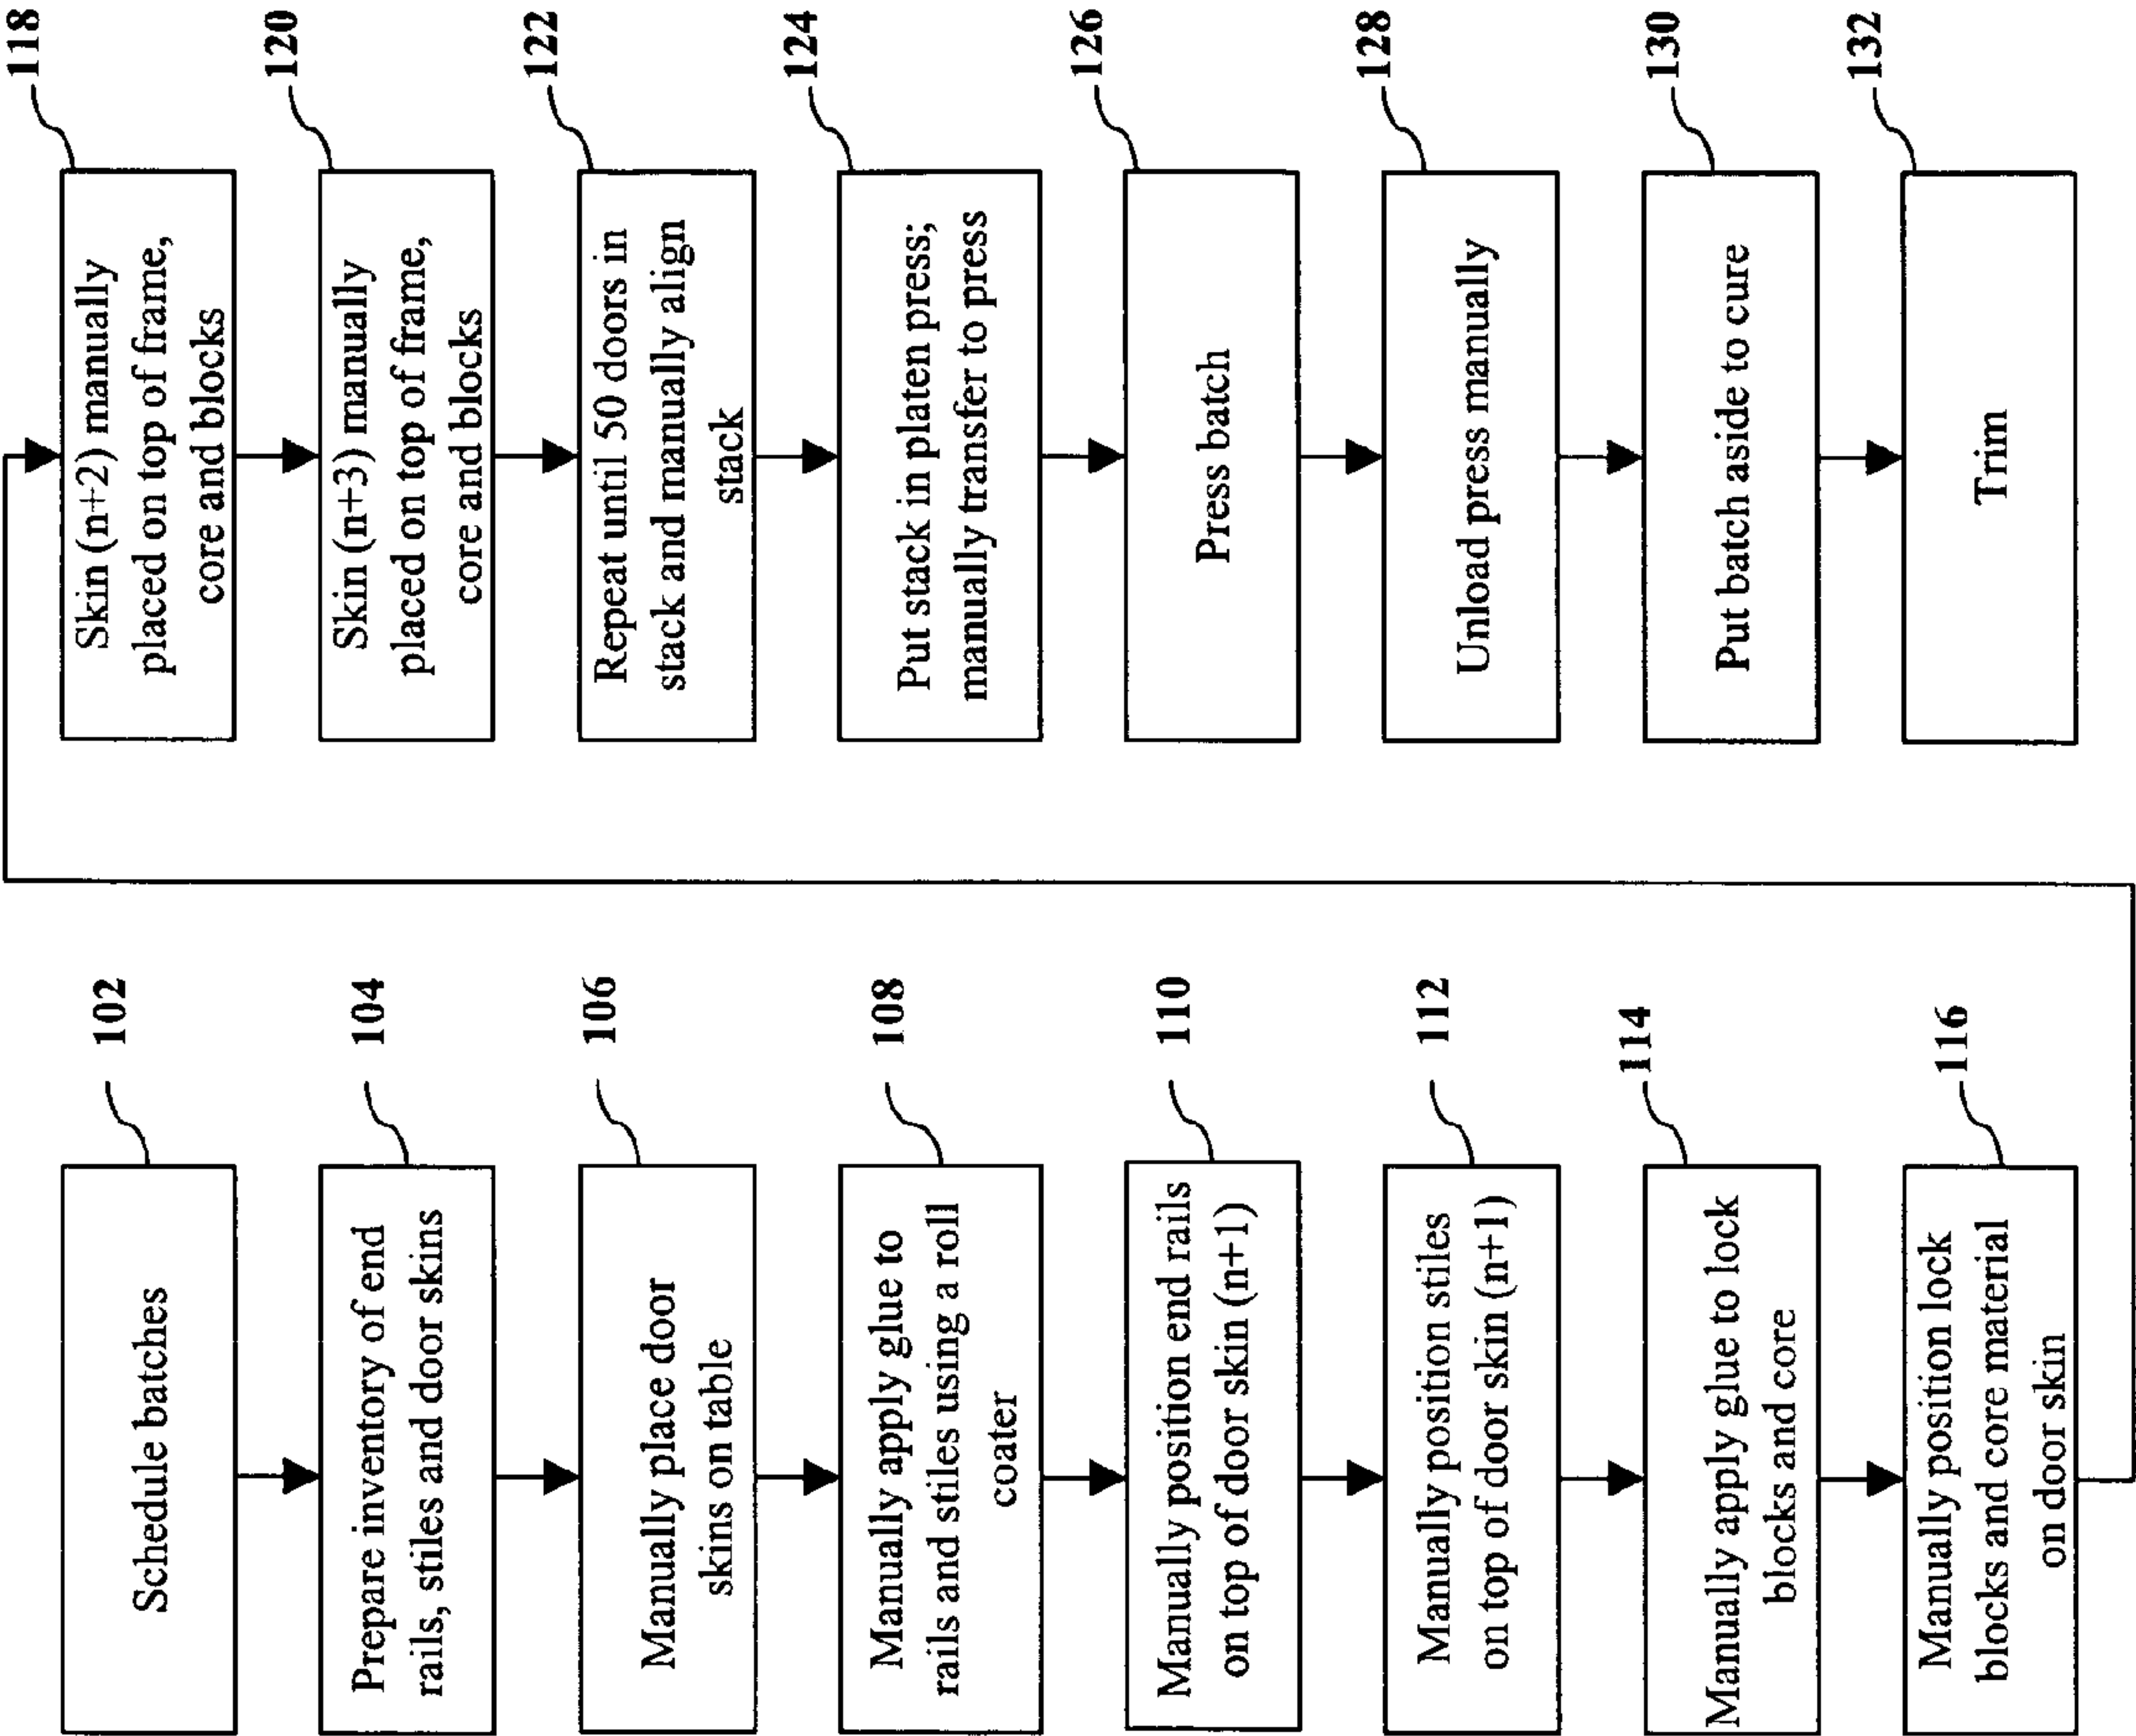 102
Schedule batches
104
Prepare inventory of end
rails, stiles and door skins
106
Manually place door
skins on table
108
Manually apply glue to
rails and stiles using a roll
coater
110
Manually position end rails
on top of door skin (n+1)
112
Manually position stiles
on top of door skin (n+1)
114
Manually apply glue to lock
blocks and core
116
Manually position lock
blocks and core material
on door skin
118
Skin (n+2) manually
placed on top of frame,
core and blocks
120
Skin (n+3) manually
placed on top of frame,
core and blocks
122
Repeat until 50 doors in
stack and manually align
stack
124
Put stack in platen press;
manually transfer to press
126
Press batch
128
Unload press manually
130
Put batch aside to cure
132
Trim